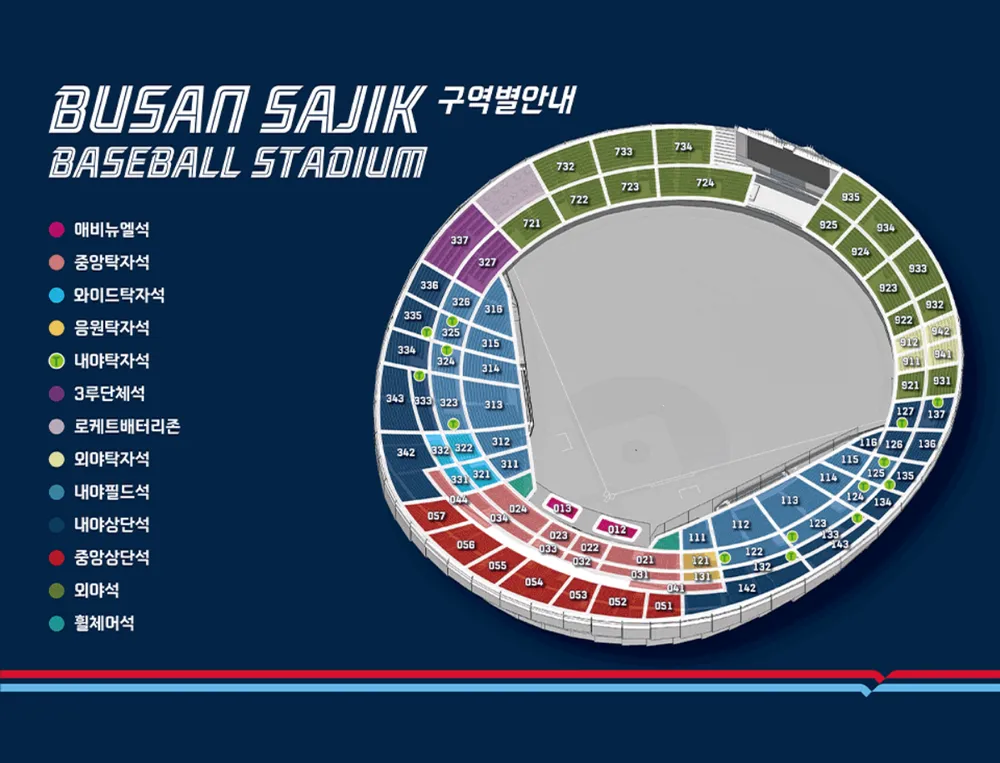 BUSAN SAJIK 구역별안내
BASEBALL STADIUM
애비뉴엘석
중앙탁자석
와이드탁자석
응원탁자석
T 내야탁자석
3루단체석
로케트배터리존
외야탁자석
내야필드석
내야상단석
중앙상단석
외야석
휠체어석
732 733 734
721 722 723 724
935 934 933 932
925 924 923 922
942 941 931
912 911 921
337 327
336 326 316
335 325 315
334 324 314
343 333 323 313
342 332 322 312
331 321 311
044 034 024
057 056 055 054 053 052 051
013 012
023 022 021
033 032 031 041
127 137
116 126 136
115 125 135
114 124 134
113 123 133 143
112 122 132 142
111 121 131
T
T
T
T
T
T
T
T
T
T
T
T
T
T